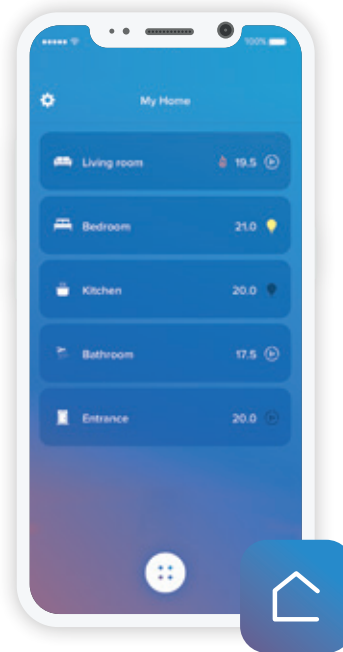 100%
My Home
Living room 19.5
Bedroom 21.0
Kitchen 20.0
Bathroom 17.5
Entrance 20.0